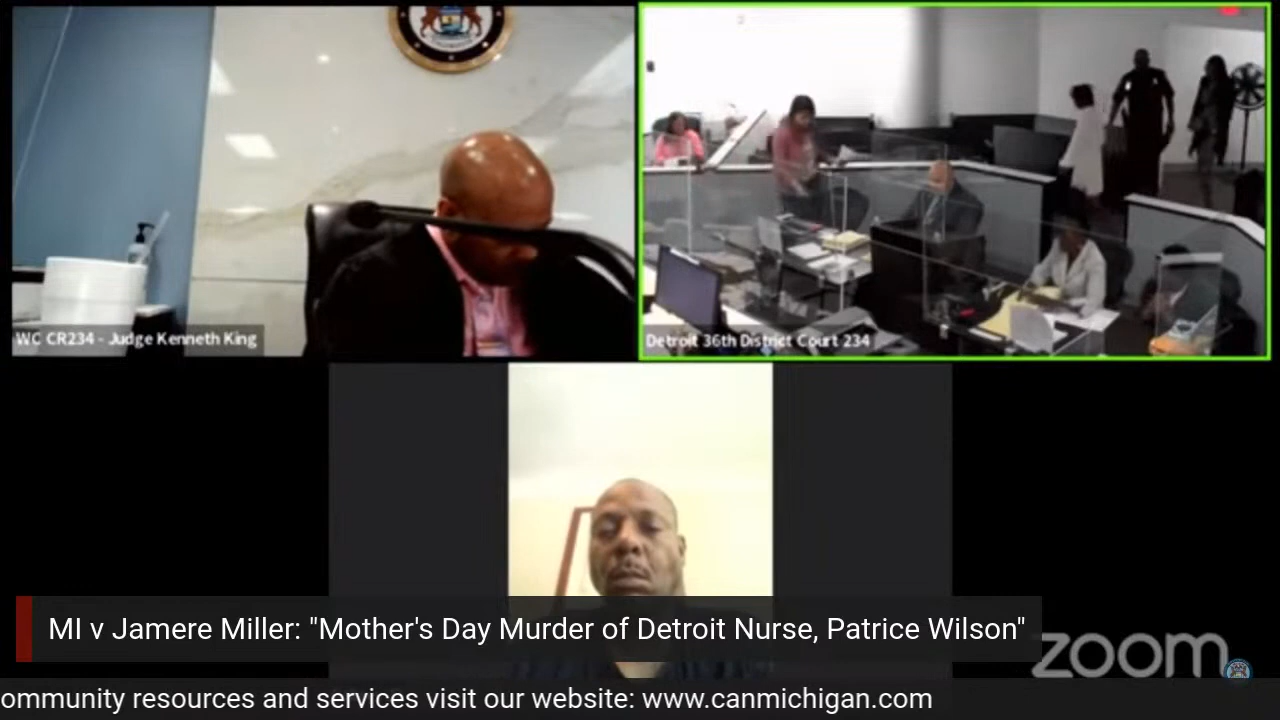 WC CR234 - Judge Kenneth King
Detroit 36th District Court 234
MI v Jamere Miller: "Mother's Day Murder of Detroit Nurse, Patrice Wilson"
zoom
ommunity resources and services visit our website: www.canmichigan.com